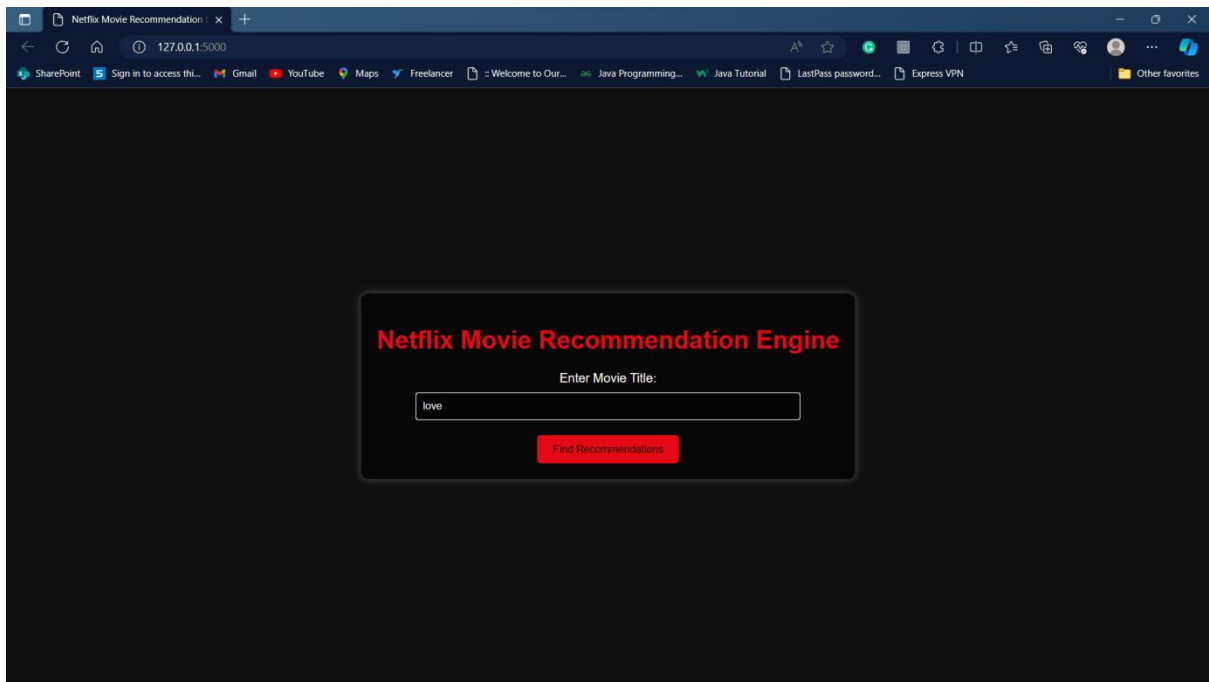 Netflix Movie Recommendation
127.0.0.1:5000
SharePoint Sign in to access thi... Gmail YouTube Maps Freelancer :: Welcome to Our... Java Programming... Java Tutorial LastPass password... Express VPN Other favorites
Netflix Movie Recommendation Engine
Enter Movie Title:
love
Find Recommendations